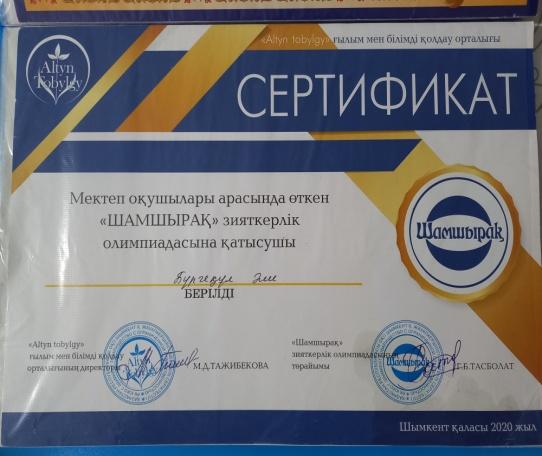 «Altyn tobylgy» ғылым мен білімді қолдау орталығы
Altyn
Tobylgy
СЕРТИФИКАТ
Мектеп оқушылары арасында өткен
«ШАМШЫРАҚ» зияткерлік
олимпиадасына қатысушы
Шамшырақ
Әли
БЕРІЛДІ
«Altyn tobylgy»
ғылым мен білімді қолдау
орталығының директоры
М.Д.ТАЖИБЕКОВА
«Шамшырақ»
зияткерлік олимпиадасының
төрайымы
Г.Б.ТАСБОЛАТ
Шымкент қаласы 2020 жыл